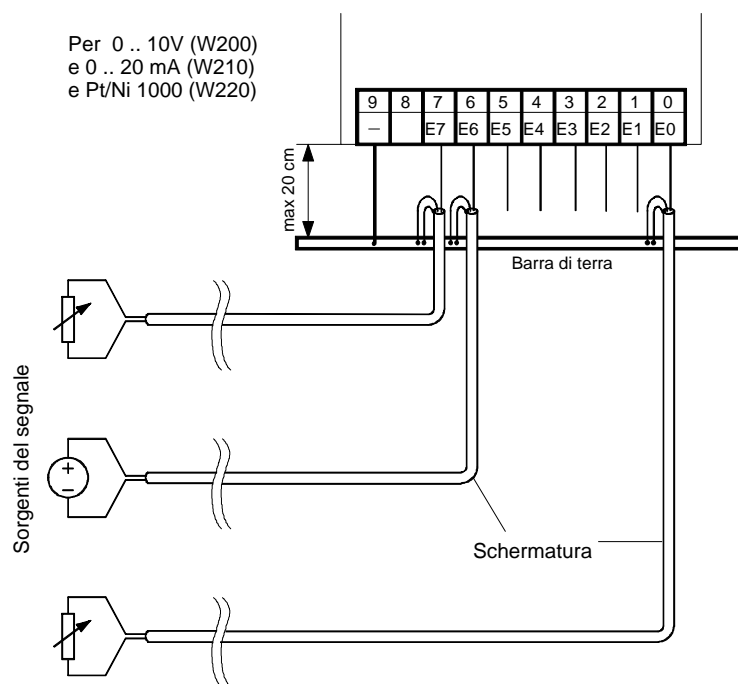 Per 0 .. 10V (W200)
e 0 .. 20 mA (W210)
e Pt/Ni 1000 (W220)
9 8 7 6 5 4 3 2 1 0
– E7 E6 E5 E4 E3 E2 E1 E0
max 20 cm
Barra di terra
Sorgenti del segnale
+
–
Schermatura